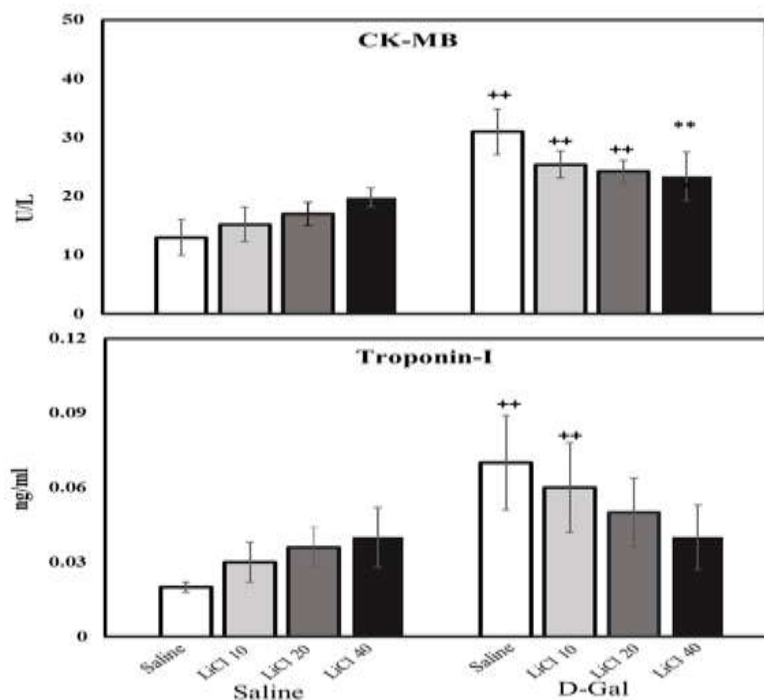 50
CK-MB
40
++
30
++
++
**
U/L
20
10
0
0.12
Troponin-I
0.09
++
++
ng/ml
0.06
0.03
0
Saline
LiCl 10
LiCl 20
LiCl 40
Saline
LiCl 10
LiCl 20
LiCl 40
Saline
D-Gal